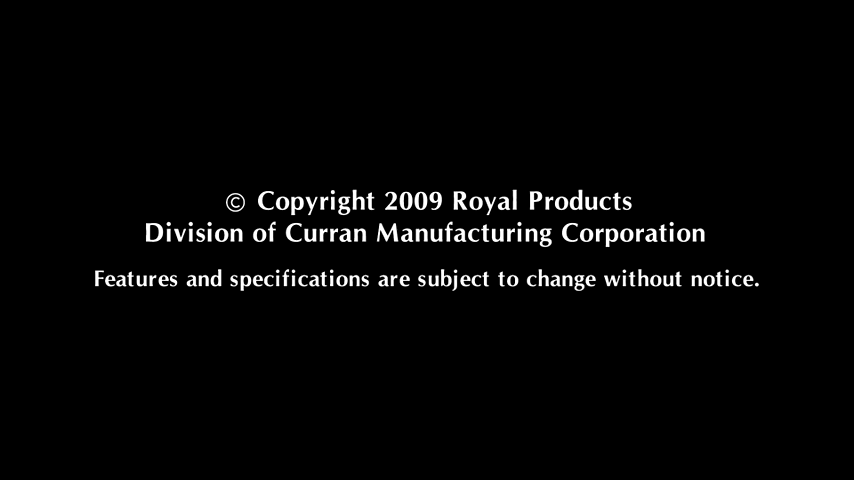 © Copyright 2009 Royal Products
Division of Curran Manufacturing Corporation
Features and specifications are subject to change without notice.